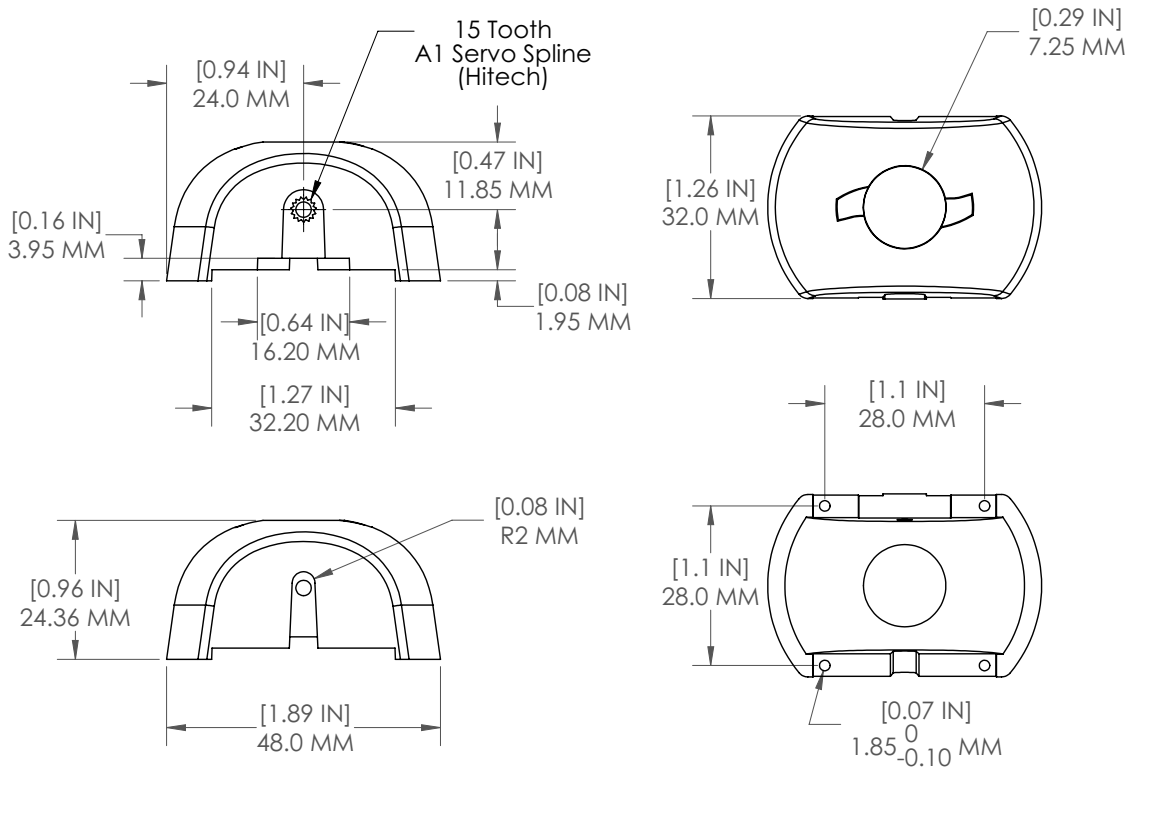 15 Tooth
A1 Servo Spline
(Hitech)
[0.94 IN]
24.0 MM
[0.47 IN]
11.85 MM
[0.16 IN]
3.95 MM
[0.08 IN]
1.95 MM
[0.64 IN]
16.20 MM
[1.27 IN]
32.20 MM
[0.29 IN]
7.25 MM
[1.26 IN]
32.0 MM
[0.08 IN]
R2 MM
[0.96 IN]
24.36 MM
[1.89 IN]
48.0 MM
[1.1 IN]
28.0 MM
[1.1 IN]
28.0 MM
[0.07 IN]
0
1.85 MM
-0.10